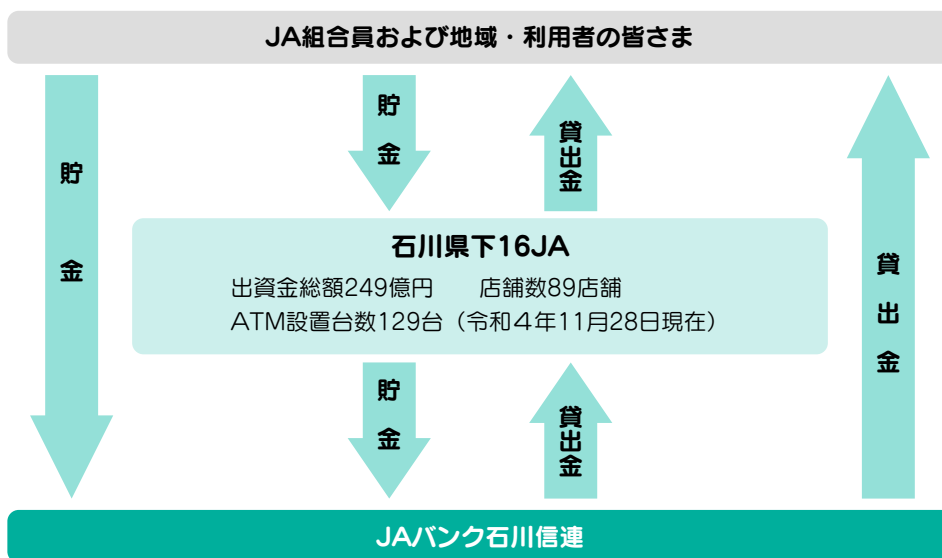 JA組合員および地域・利用者の皆さま
貯金
貯金
貸出金
貸出金
石川県下16JA
出資金総額249億円　　店舗数89店舗
ATM設置台数129台（令和4年11月28日現在）
貯金
貸出金
JAバンク石川信連